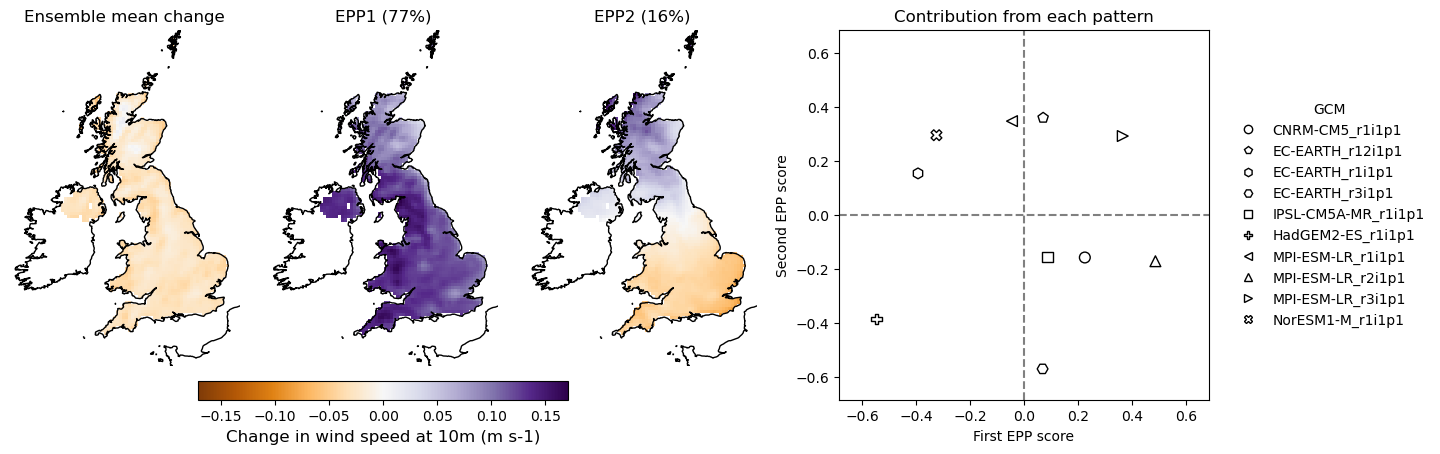 Ensemble mean change
EPP1 (77%)
EPP2 (16%)
Contribution from each pattern
0.6
0.4
0.2
0.0
−0.2
−0.4
−0.6
Second EPP score
−0.6 −0.4 −0.2 0.0 0.2 0.4 0.6
First EPP score
GCM
CNRM-CM5_r1i1p1
EC-EARTH_r12i1p1
EC-EARTH_r1i1p1
EC-EARTH_r3i1p1
IPSL-CM5A-MR_r1i1p1
HadGEM2-ES_r1i1p1
MPI-ESM-LR_r1i1p1
MPI-ESM-LR_r2i1p1
MPI-ESM-LR_r3i1p1
NorESM1-M_r1i1p1
−0.15 −0.10 −0.05 0.00 0.05 0.10 0.15
Change in wind speed at 10m (m s-1)